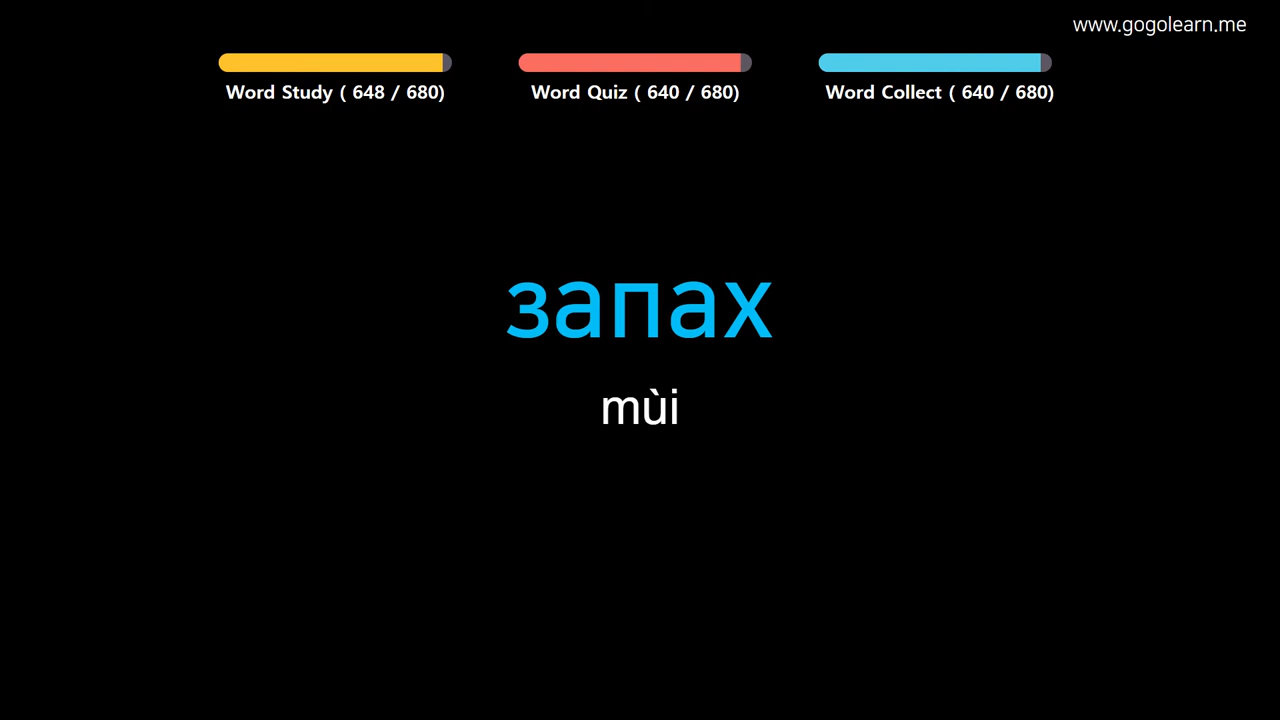 www.gogolearn.me
Word Study ( 648 / 680)
Word Quiz ( 640 / 680)
Word Collect ( 640 / 680)
запах
mùi